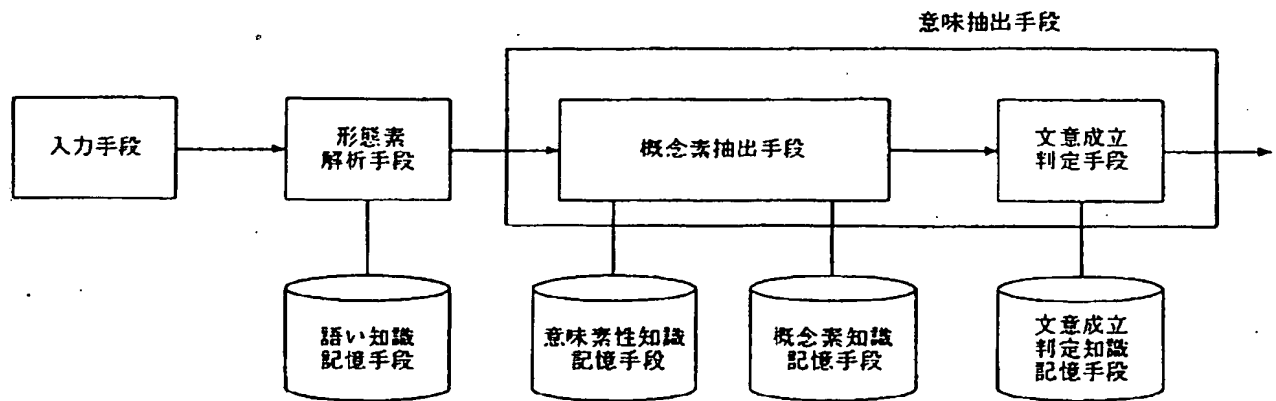 意味抽出手段
入力手段
形態素
解析手段
概念素抽出手段
文意成立
判定手段
語い知識
記憶手段
意味素性知識
記憶手段
概念素知識
記憶手段
文意成立
判定知識
記憶手段